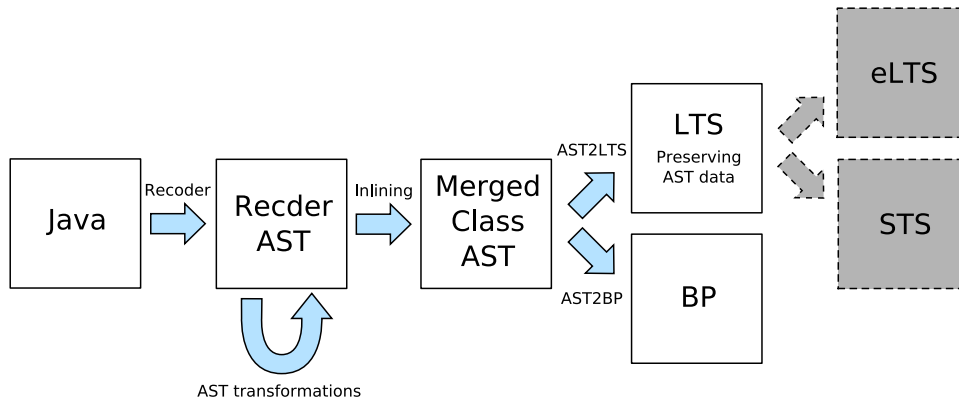 Java
Recoder
Recder
AST
AST transformations
Inlining
Merged
Class
AST
AST2LTS
AST2BP
LTS
Preserving
AST data
BP
eLTS
STS